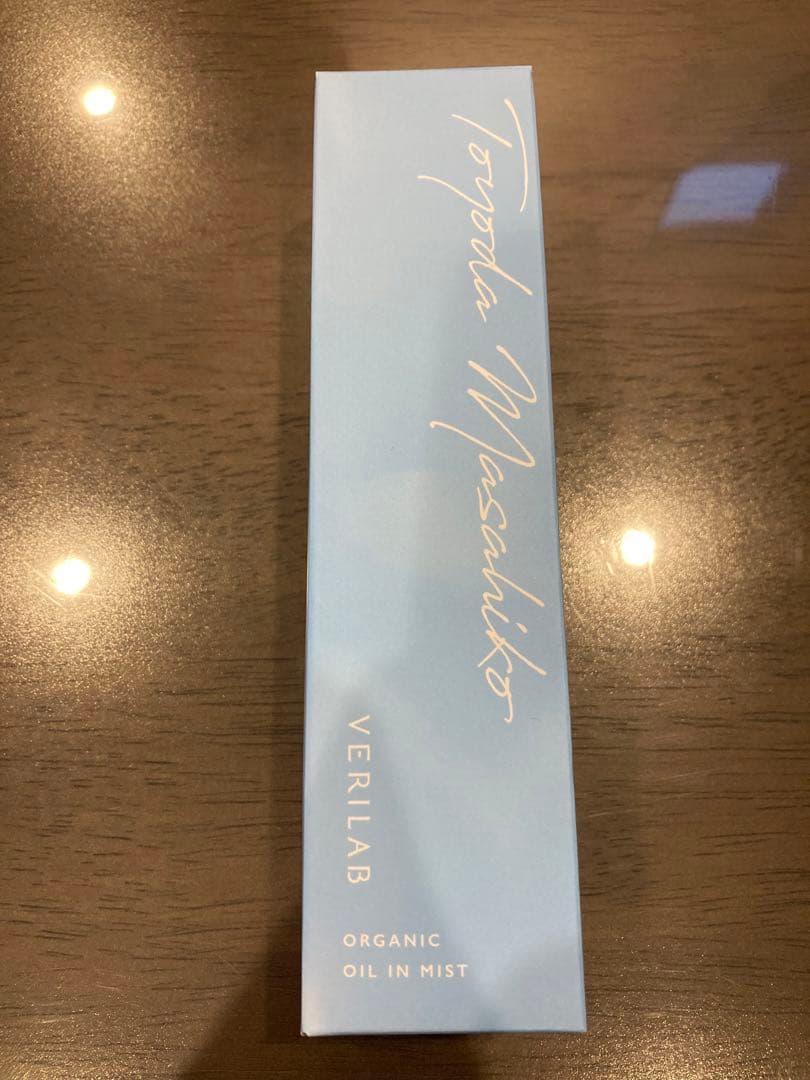 Toyoda Masahiko
VERILAB
ORGANIC
OIL IN MIST